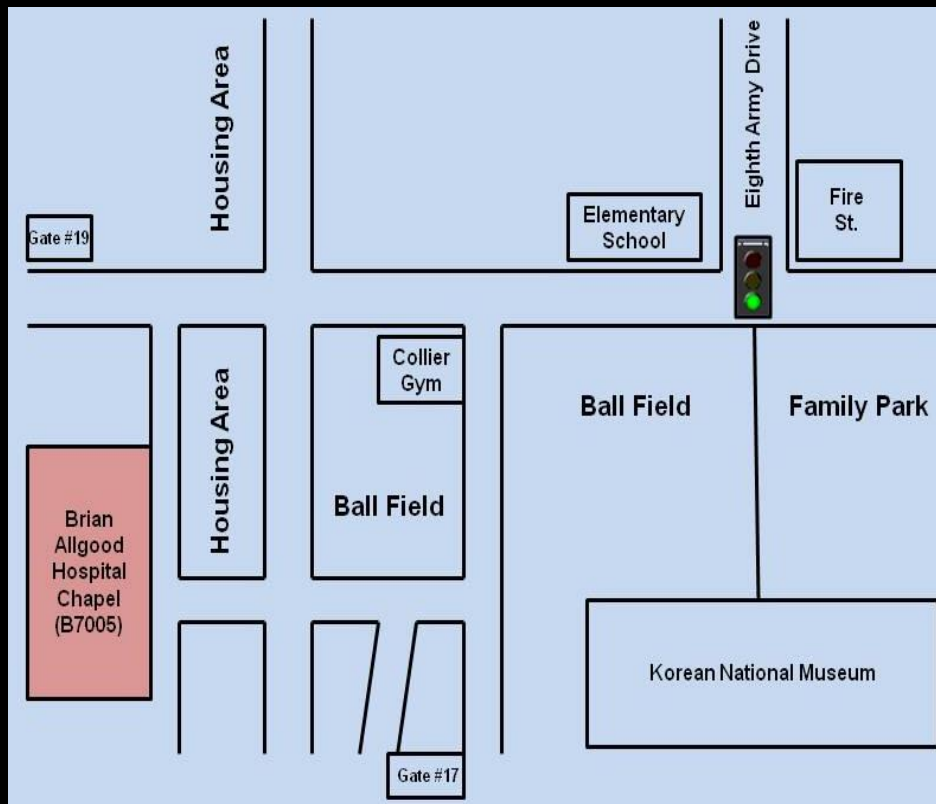 Housing Area
Eighth Army Drive
Gate #19
Elementary
School
Fire
St.
Housing Area
Collier
Gym
Ball Field
Ball Field
Family Park
Brian
Allgood
Hospital
Chapel
(B7005)
Korean National Museum
Gate #17